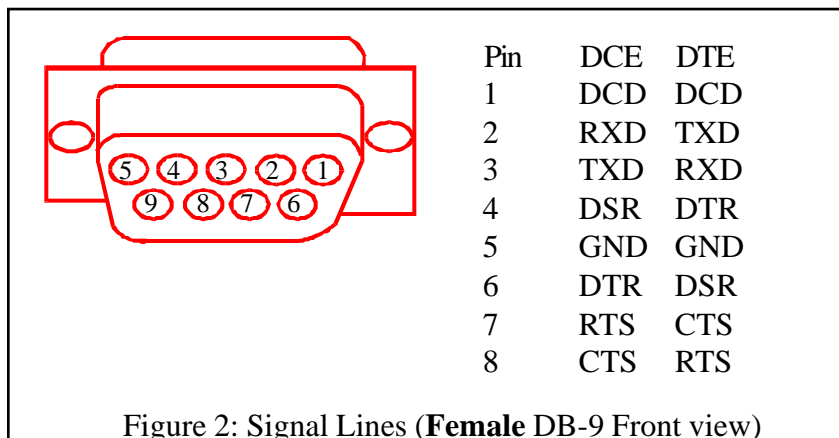 Pin DCE DTE
1 DCD DCD
2 RXD TXD
3 TXD RXD
4 DSR DTR
5 GND GND
6 DTR DSR
7 RTS CTS
8 CTS RTS
5 4 3 2 1
9 8 7 6
Figure 2: Signal Lines (Female DB-9 Front view)